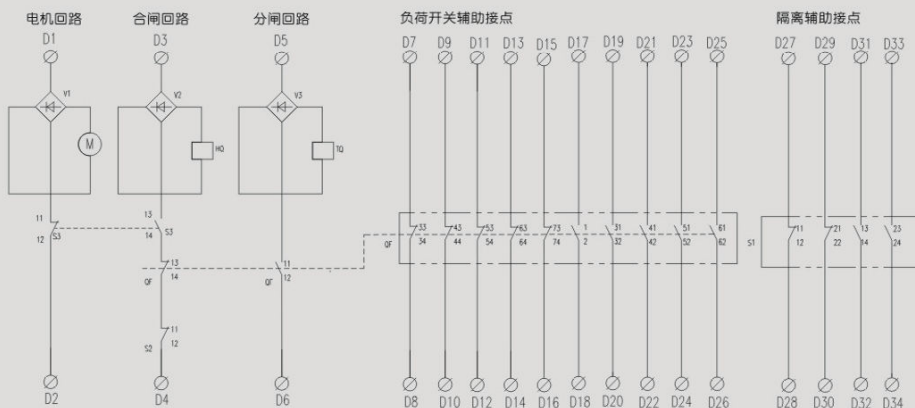 电机回路 合闸回路 分闸回路 负荷开关辅助接点 隔离辅助接点
D1 D3 D5 D7 D9 D11 D13 D15 D17 D19 D21 D23 D25 D27 D29 D31 D33
V1 V2 V3
M HQ TQ
11 13
12 S3 14 S3
33 43 53 63 73 1 31 41 51 61 11 21 13 23
QF 34 44 54 64 74 2 32 42 52 62 S1 12 22 14 24
13 11
QF 14 QF 12
11
S2 12
D2 D4 D6 D8 D10 D12 D14 D16 D18 D20 D22 D24 D26 D28 D30 D32 D34